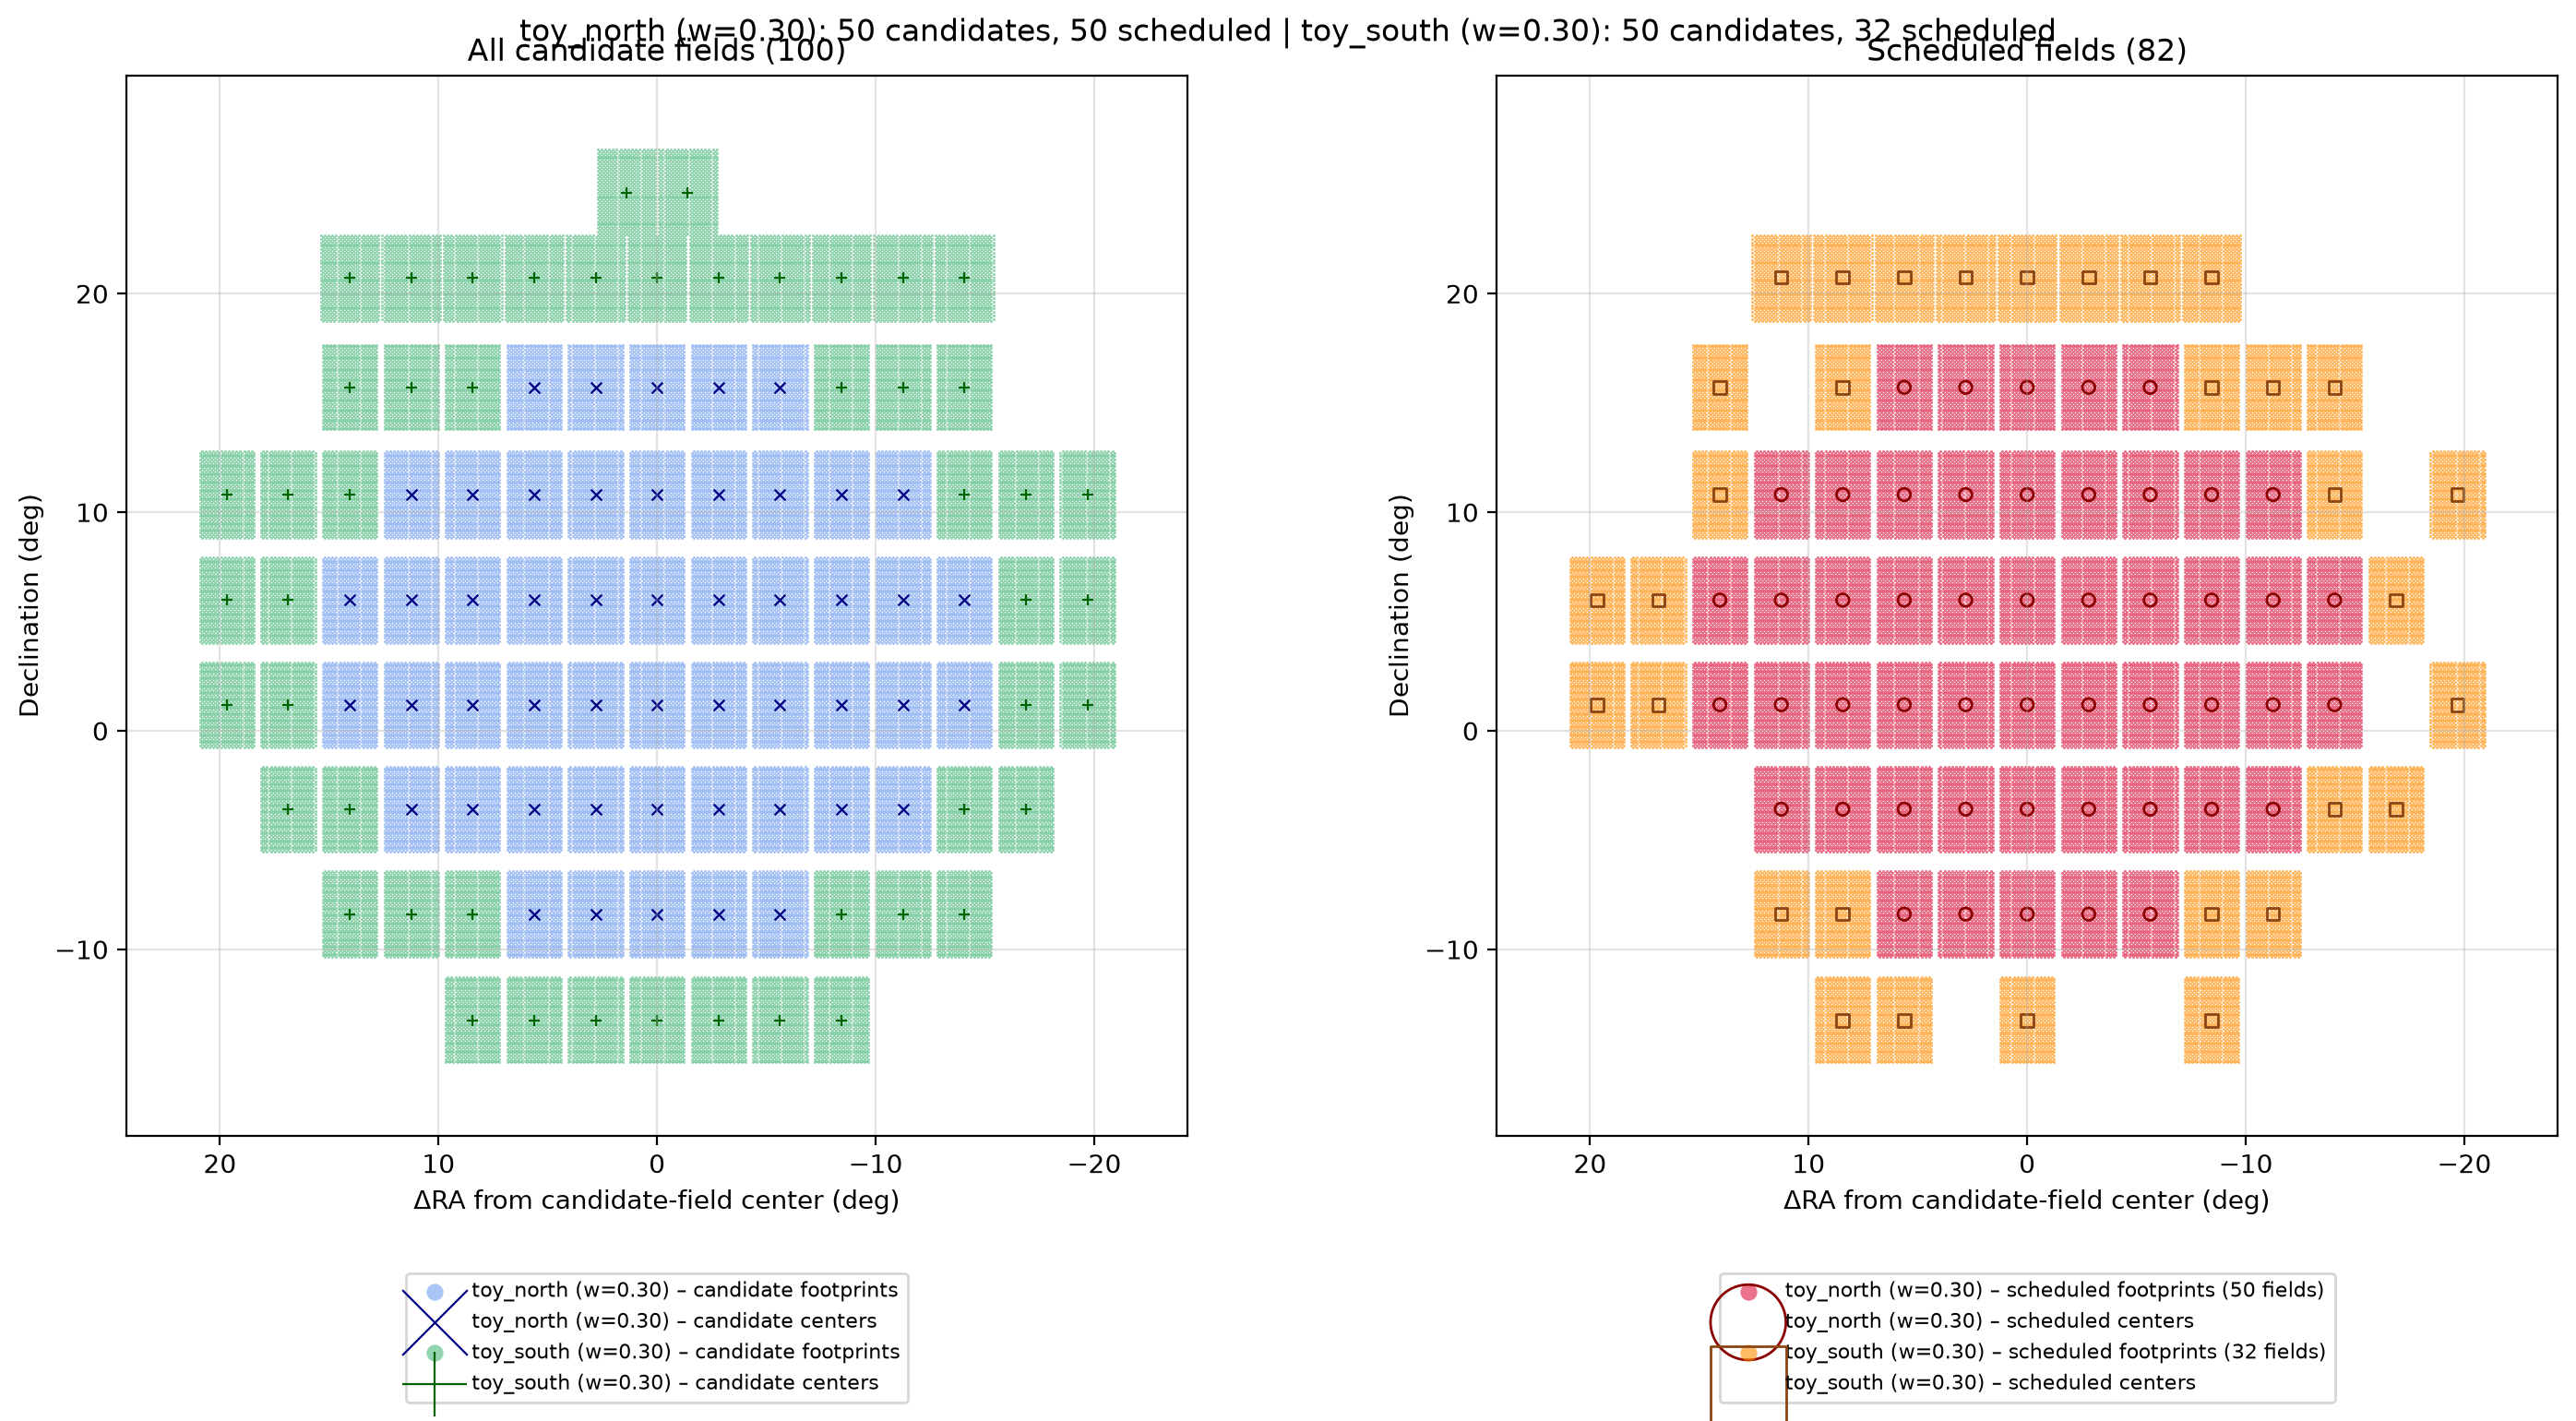 toy_north (w=0.30): 50 candidates, 50 scheduled | toy_south (w=0.30): 50 candidates, 32 scheduled
All candidate fields (100)
Scheduled fields (82)
Declination (deg)
20
10
0
−10
20
10
0
−10
−20
ΔRA from candidate-field center (deg)
Declination (deg)
20
10
0
−10
20
10
0
−10
−20
ΔRA from candidate-field center (deg)
toy_north (w=0.30) – candidate footprints
toy_north (w=0.30) – candidate centers
toy_south (w=0.30) – candidate footprints
toy_south (w=0.30) – candidate centers
toy_north (w=0.30) – scheduled footprints (50 fields)
toy_north (w=0.30) – scheduled centers
toy_south (w=0.30) – scheduled footprints (32 fields)
toy_south (w=0.30) – scheduled centers